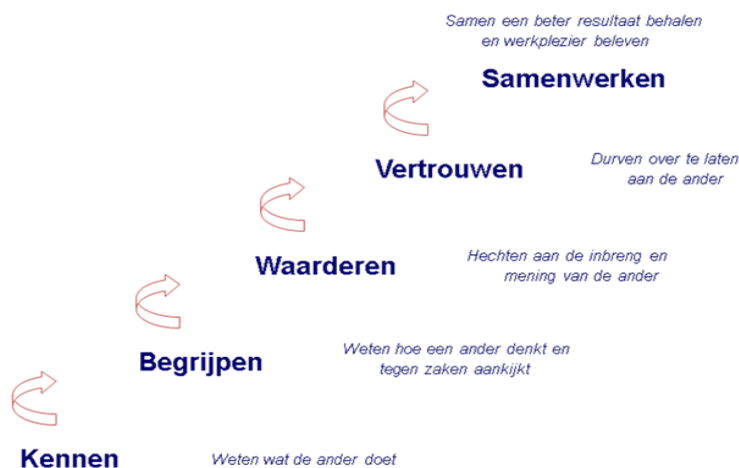 Samen een beter resultaat behalen
en werkplezier beleven
Samenwerken
Vertrouwen
Durven over te laten
aan de ander
Waarderen
Hechten aan de inbreng en
mening van de ander
Begrijpen
Weten hoe een ander denkt en
tegen zaken aankijkt
Kennen
Weten wat de ander doet